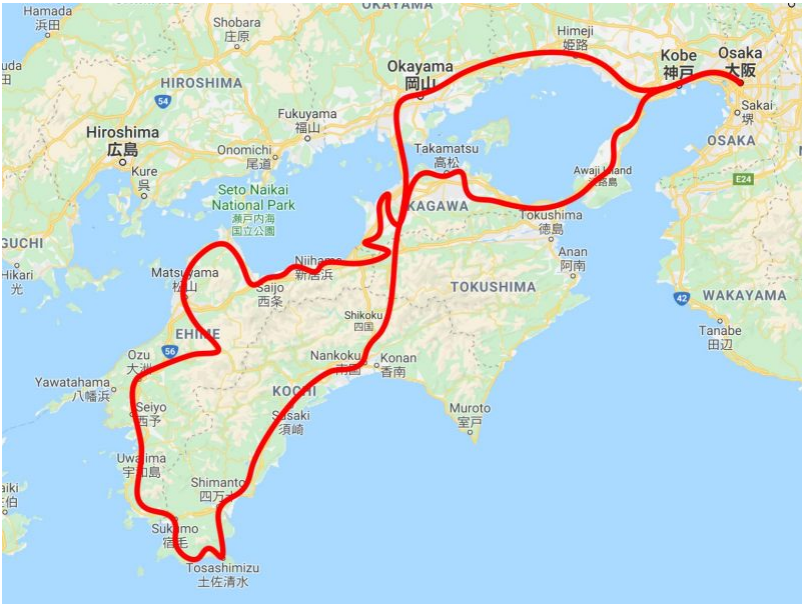 OKAYAMA
Hamada
浜田
Shobara
庄原
Himeji
姫路
Okayama
岡山
Kobe
神戸
Osaka
大阪
uda
田
HIROSHIMA
54
Sakai
堺
Fukuyama
福山
Hiroshima
広島
OSAKA
Onomichi
尾道
Takamatsu
高松
Kure
呉
Awaji Island
E24
Seto Naikai
National Park
瀬戸内海
国立公園
KAGAWA
Tokushima
徳島
GUCHI
Hikari
光
Anan
阿南
Niihama
新居浜
Matsuyama
松山
Saijo
西条
TOKUSHIMA
42
WAKAYAMA
Shikoku
四国
Tanabe
田辺
EHIME
56
Ozu
大洲
Nankoku
Konan
香南
Yawatahama
八幡浜
KOCHI
Seiyo
西予
Susaki
須崎
Muroto
室戸
Uwajima
宇和島
Shimanto
四万十
aiki
伯
Sukumo
宿毛
Tosashimizu
土佐清水